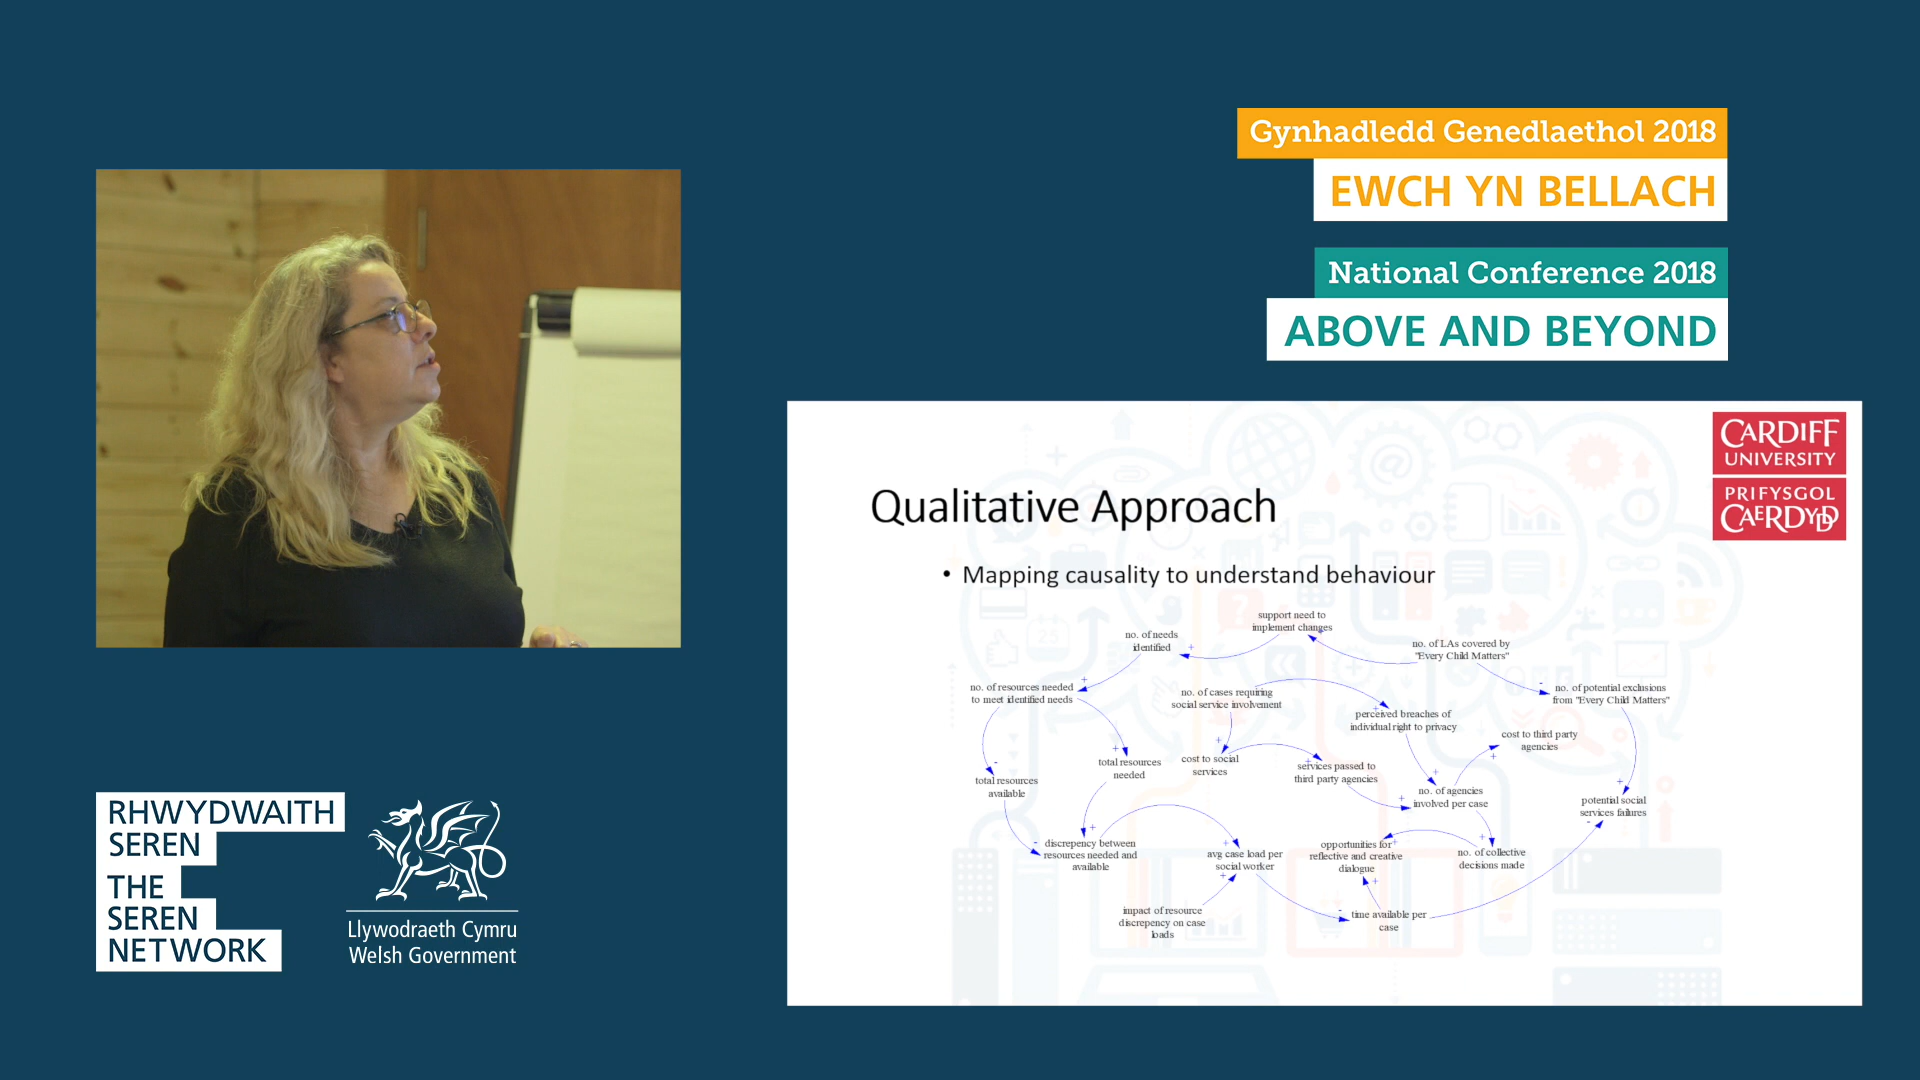 Gynhadledd Genedlaethol 2018
EWCH YN BELLACH
National Conference 2018
ABOVE AND BEYOND
CARDIFF
UNIVERSITY
PRIFYSGOL
CAERDYDD
Qualitative Approach
• Mapping causality to understand behaviour
support need to
implement changes
no. of needs
identified
no. of LAs covered by
"Every Child Matters"
no. of resources needed
to meet identified needs
no. of cases requiring
social service involvement
no. of potential exclusions
from "Every Child Matters"
perceived breaches of
individual right to privacy
cost to third party
agencies
total resources
needed
cost to social
services
services passed to
third party agencies
total resources
available
no. of agencies
involved per case
potential social
services failures
discrepancy between
resources needed and
available
avg case load per
social worker
opportunities for
reflective and creative
dialogue
no. of collective
decisions made
impact of resource
discrepancy on case
loads
time available per
case
RHWYDWAITH
SEREN
THE
SEREN
NETWORK
Llywodraeth Cymru
Welsh Government